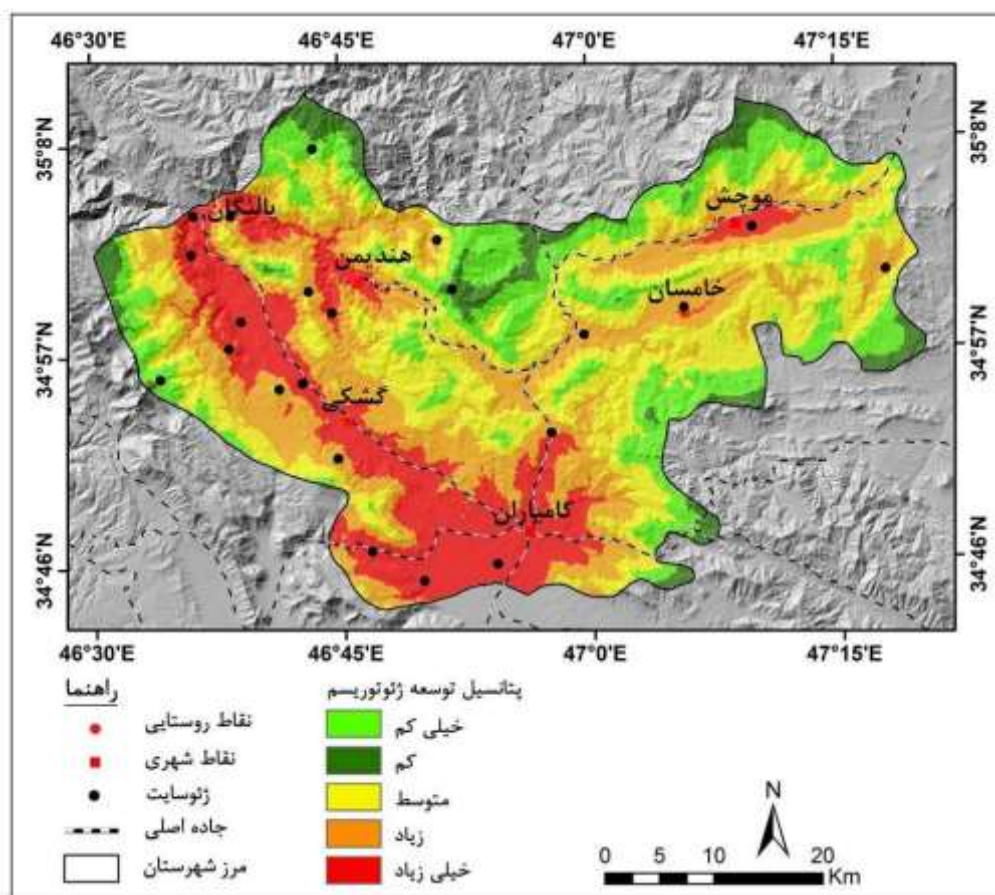 46°30'E 46°45'E 47°0'E 47°15'E
35°8'N 35°8'N
پالنگان
موچش
هندیمن
خامسان
34°57'N 34°57'N
گشکی
کامیاران
34°46'N 34°46'N
46°30'E 46°45'E 47°0'E 47°15'E
راهنما
نقاط روستایی
نقاط شهری
ژئوسایت
جاده اصلی
مرز شهرستان
پتانسیل توسعه ژئوتوریسم
خیلی کم
کم
متوسط
زیاد
خیلی زیاد
N
0 5 10 20
Km